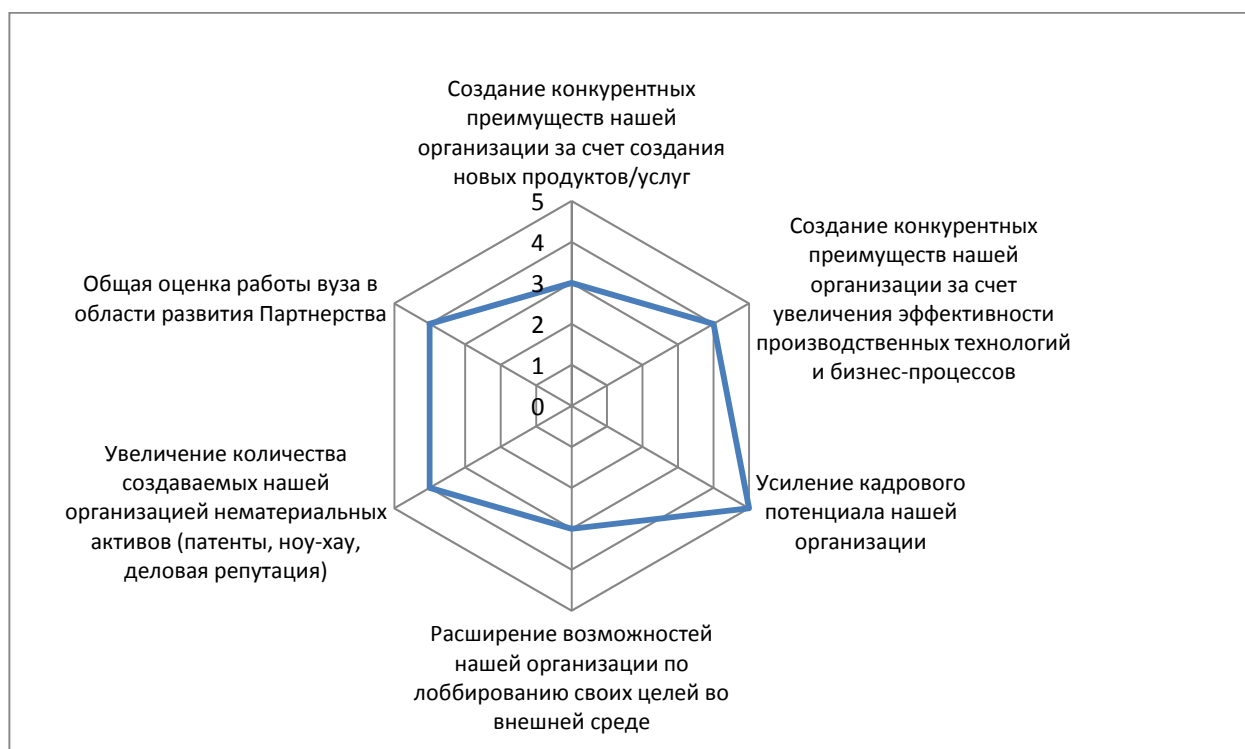 Создание конкурентных
преимуществ нашей
организации за счет создания
новых продуктов/услуг
5
4
3
2
1
0
Создание конкурентных
преимуществ нашей
организации за счет
увеличения эффективности
производственных технологий
и бизнес-процессов
Усиление кадрового
потенциала нашей
организации
Расширение возможностей
нашей организации по
лоббированию своих целей во
внешней среде
Увеличение количества
создаваемых нашей
организацией нематериальных
активов (патенты, ноу-хау,
деловая репутация)
Общая оценка работы вуза в
области развития Партнерства